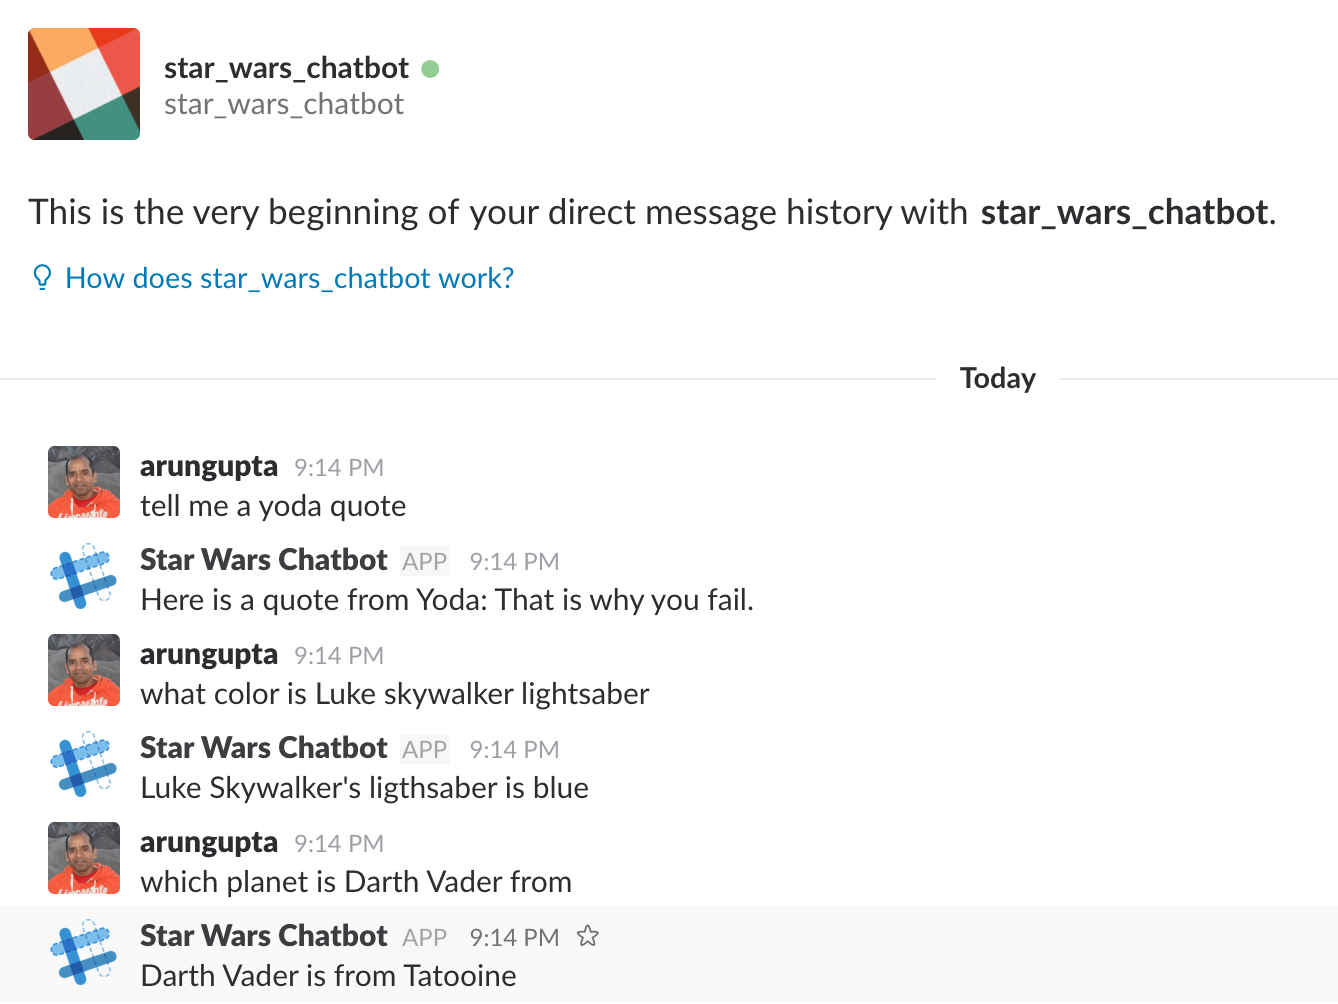 star_wars_chatbot
star_wars_chatbot
This is the very beginning of your direct message history with star_wars_chatbot.
How does star_wars_chatbot work?
Today
arungupta 9:14 PM
tell me a yoda quote
Star Wars Chatbot APP 9:14 PM
Here is a quote from Yoda: That is why you fail.
arungupta 9:14 PM
what color is Luke skywalker lightsaber
Star Wars Chatbot APP 9:14 PM
Luke Skywalker's ligthsaber is blue
arungupta 9:14 PM
which planet is Darth Vader from
Star Wars Chatbot APP 9:14 PM
Darth Vader is from Tatooine